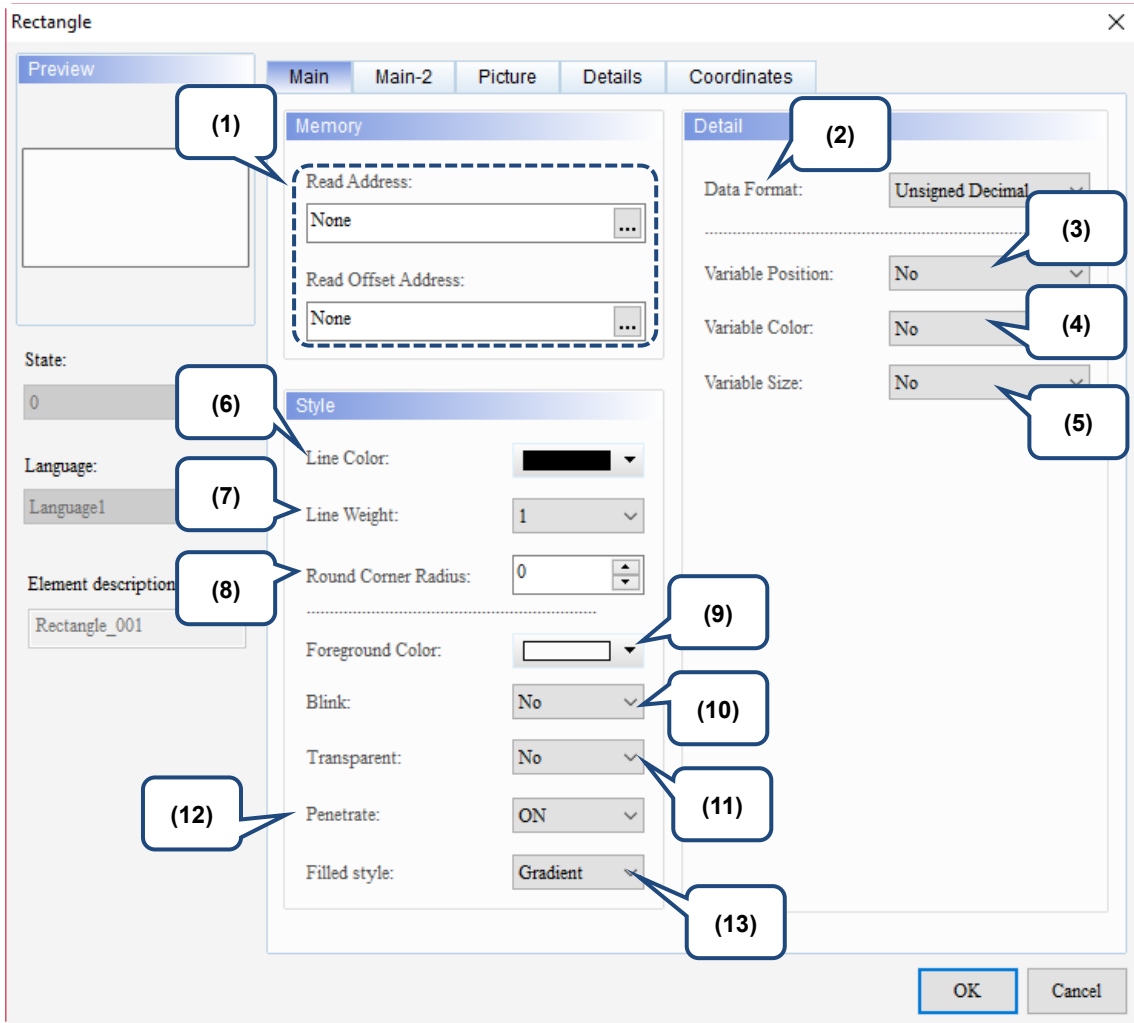 Rectangle
Preview
Main Main-2 Picture Details Coordinates
(1)
Memory
Read Address:
None ...
Read Offset Address:
None ...
Detail
(2)
Data Format: Unsigned Decimal
(3)
Variable Position: No
Variable Color: No
(4)
Variable Size: No
(5)
State:
0
Language:
Language1
Element description
Rectangle_001
Style
(6)
Line Color:
(7)
Line Weight: 1
(8)
Round Corner Radius: 0
(9)
Foreground Color:
Blink: No
(10)
Transparent: No
(11)
(12)
Penetrate: ON
Filled style: Gradient
(13)
OK Cancel